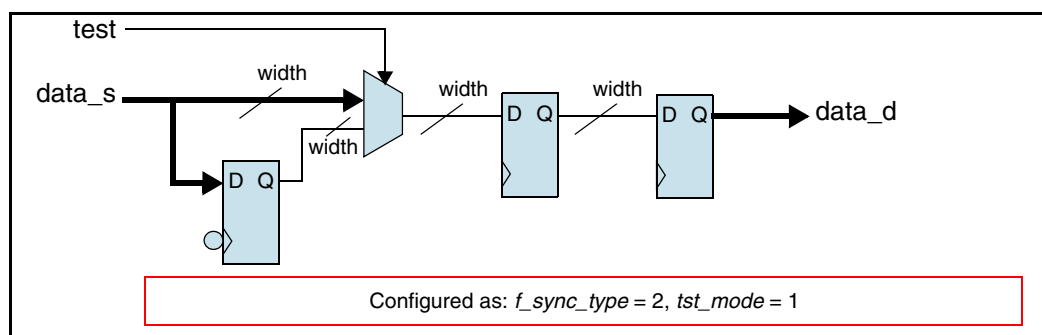 test
data_s
width
width
width
width
D Q
D Q
D Q
data_d
Configured as: f_sync_type = 2, tst_mode = 1